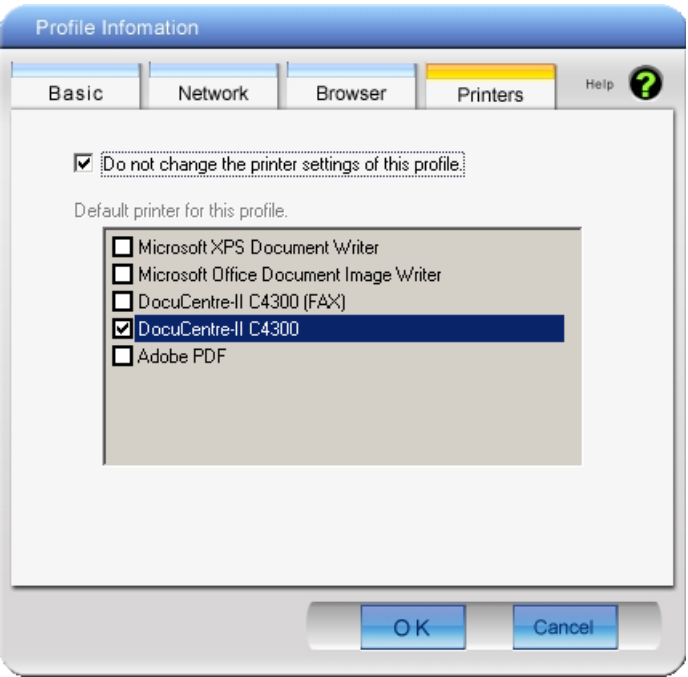 Profile Infomation
Basic Network Browser Printers Help ?
Do not change the printer settings of this profile.
Default printer for this profile.
Microsoft XPS Document Writer
Microsoft Office Document Image Writer
DocuCentre-II C4300 (FAX)
DocuCentre-II C4300
Adobe PDF
OK Cancel